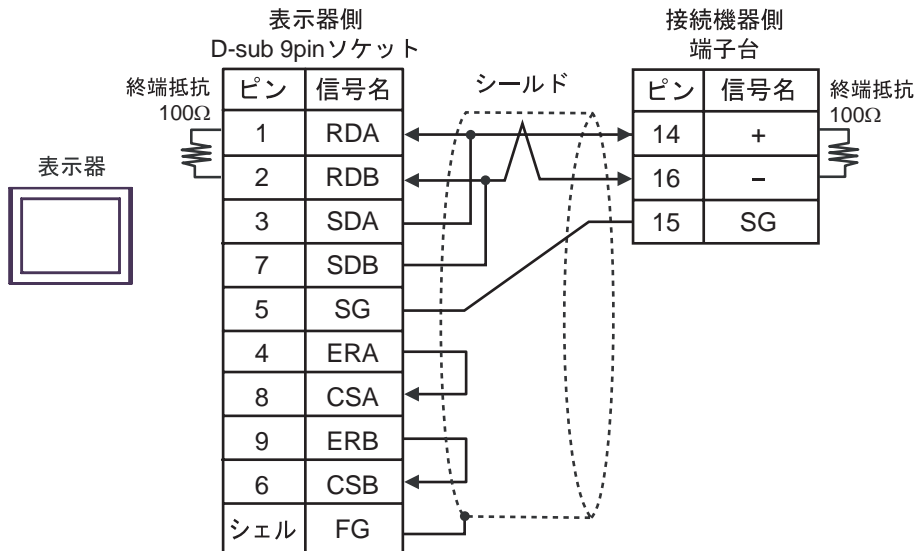 表示器側
D-sub 9pinソケット
接続機器側
端子台
終端抵抗
100Ω
ピン 信号名
シールド
ピン 信号名
終端抵抗
100Ω
表示器
1 RDA
2 RDB
3 SDA
7 SDB
5 SG
4 ERA
8 CSA
9 ERB
6 CSB
シェル FG
14 +
16 −
15 SG